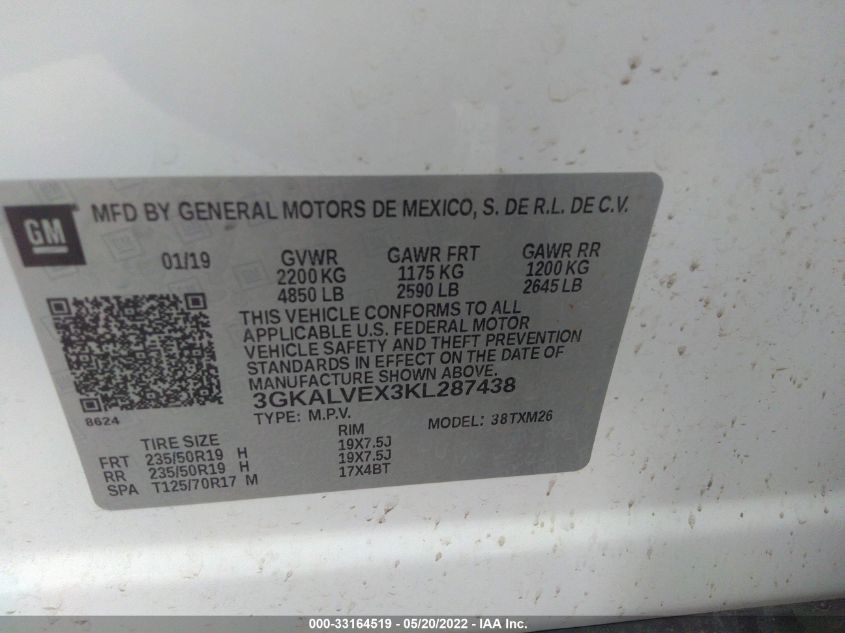 GM
MFD BY GENERAL MOTORS DE MEXICO, S. DE R.L. DE C.V.
01/19 GVWR GAWR FRT GAWR RR
2200 KG 1175 KG 1200 KG
4850 LB 2590 LB 2645 LB
THIS VEHICLE CONFORMS TO ALL
APPLICABLE U.S. FEDERAL MOTOR
VEHICLE SAFETY AND THEFT PREVENTION
STANDARDS IN EFFECT ON THE DATE OF
MANUFACTURE SHOWN ABOVE.
3GKALVEX3KL287438
8624 TYPE: M.P.V. MODEL: 38TXM26
TIRE SIZE RIM
FRT 235/50R19 H 19X7.5J
RR 235/50R19 H 19X7.5J
SPA T125/70R17 M 17X4BT
000-33164519 - 05/20/2022 - IAA Inc.